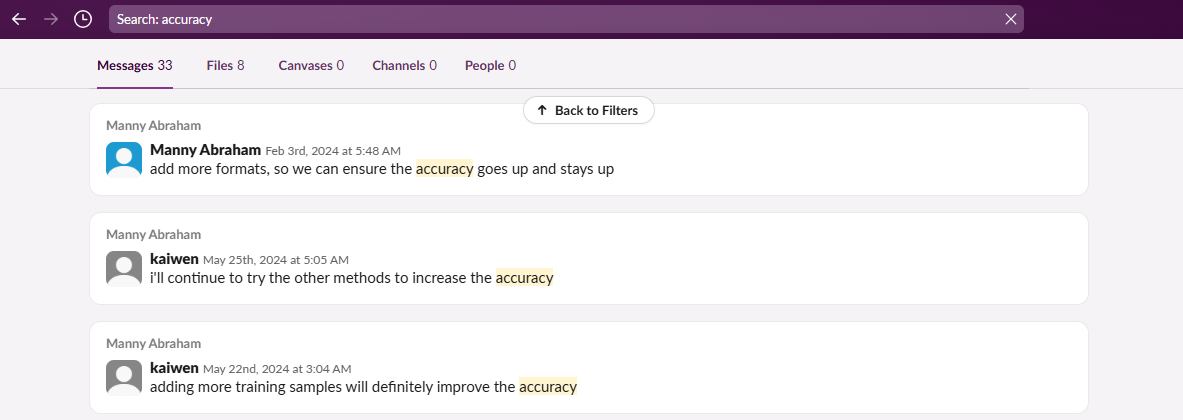 Search: accuracy
Messages 33 Files 8 Canvases 0 Channels 0 People 0
Back to Filters
Manny Abraham
Manny Abraham Feb 3rd, 2024 at 5:48 AM
add more formats, so we can ensure the accuracy goes up and stays up
Manny Abraham
kaiwen May 25th, 2024 at 5:05 AM
i'll continue to try the other methods to increase the accuracy
Manny Abraham
kaiwen May 22nd, 2024 at 3:04 AM
adding more training samples will definitely improve the accuracy